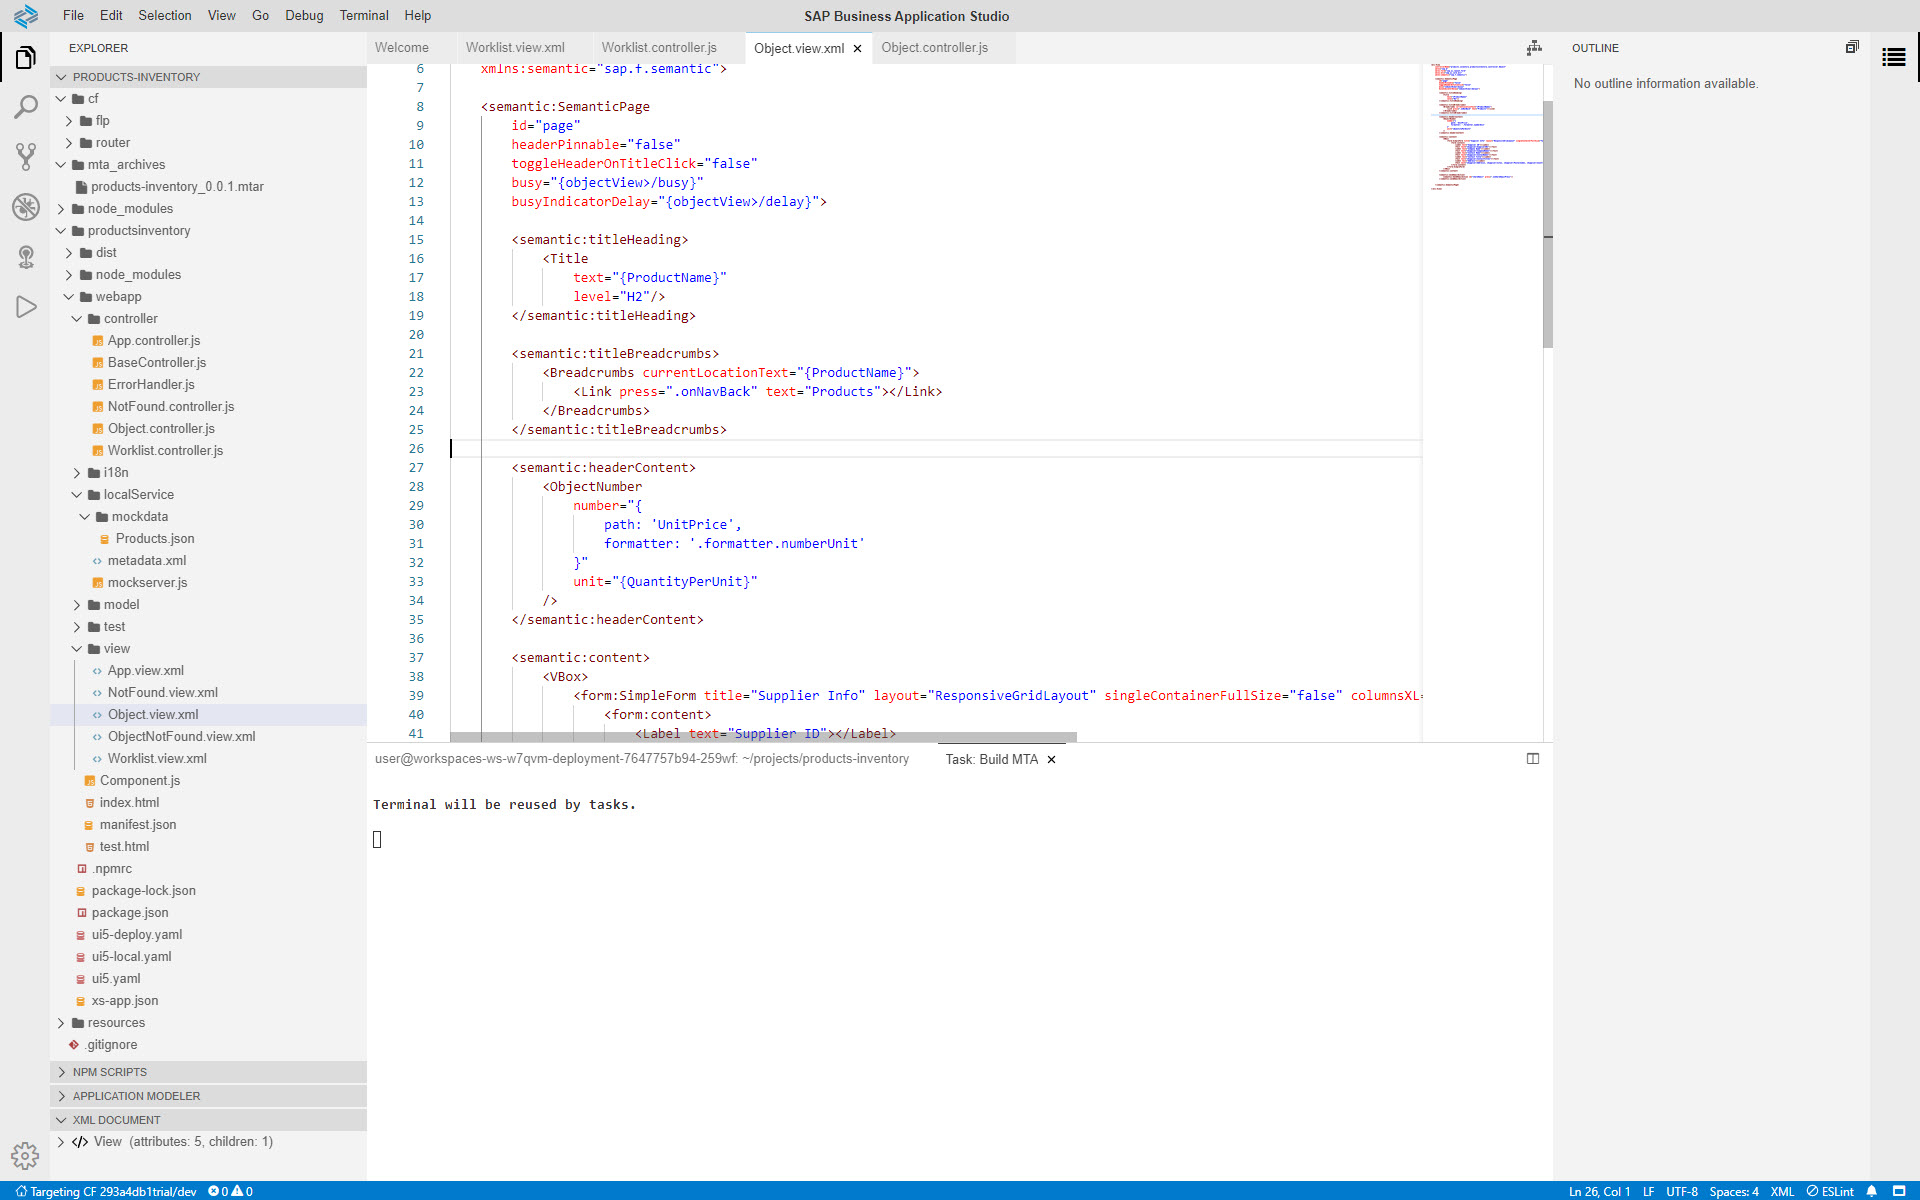 File Edit Selection View Go Debug Terminal Help
SAP Business Application Studio
EXPLORER
PRODUCTS-INVENTORY
cf
flp
router
mta_archives
products-inventory_0.0.1.mtar
node_modules
productsinventory
dist
node_modules
webapp
controller
App.controller.js
BaseController.js
ErrorHandler.js
NotFound.controller.js
Object.controller.js
Worklist.controller.js
i18n
localService
mockdata
Products.json
metadata.xml
mockserver.js
model
test
view
App.view.xml
NotFound.view.xml
Object.view.xml
ObjectNotFound.view.xml
Worklist.view.xml
Component.js
index.html
manifest.json
test.html
.npmrc
package-lock.json
package.json
ui5-deploy.yaml
ui5-local.yaml
ui5.yaml
xs-app.json
resources
.gitignore
NPM SCRIPTS
APPLICATION MODELER
XML DOCUMENT
View (attributes: 5, children: 1)
Welcome Worklist.view.xml Worklist.controller.js Object.view.xml Object.controller.js
6 xmlns:semantic="sap.f.semantic">
7
8 <semantic:SemanticPage
9 id="page"
10 headerPinnable="false"
11 toggleHeaderOnTitleClick="false"
12 busy="{objectView>/busy}"
13 busyIndicatorDelay="{objectView>/delay}">
14
15 <semantic:titleHeading>
16 <Title
17 text="{ProductName}"
18 level="H2"/>
19 </semantic:titleHeading>
20
21 <semantic:titleBreadcrumbs>
22 <Breadcrumbs currentLocationText="{ProductName}">
23 <Link press=".onNavBack" text="Products"></Link>
24 </Breadcrumbs>
25 </semantic:titleBreadcrumbs>
26
27 <semantic:headerContent>
28 <ObjectNumber
29 number="{
30 path: 'UnitPrice',
31 formatter: '.formatter.numberUnit'
32 }"
33 unit="{QuantityPerUnit}"
34 />
35 </semantic:headerContent>
36
37 <semantic:content>
38 <VBox>
39 <form:SimpleForm title="Supplier Info" layout="ResponsiveGridLayout" singleContainerFullSize="false" columnsXL=
40 <form:content>
41 <Label text="Supplier ID"></Label>
user@workspaces-ws-w7qvm-deployment-7647757b94-259wf: ~/projects/products-inventory
Task: Build MTA
Terminal will be reused by tasks.
OUTLINE
No outline information available.
Targeting CF 293a4db1trial/dev 0 0
Ln 26, Col 1 LF UTF-8 Spaces: 4 XML ESLint